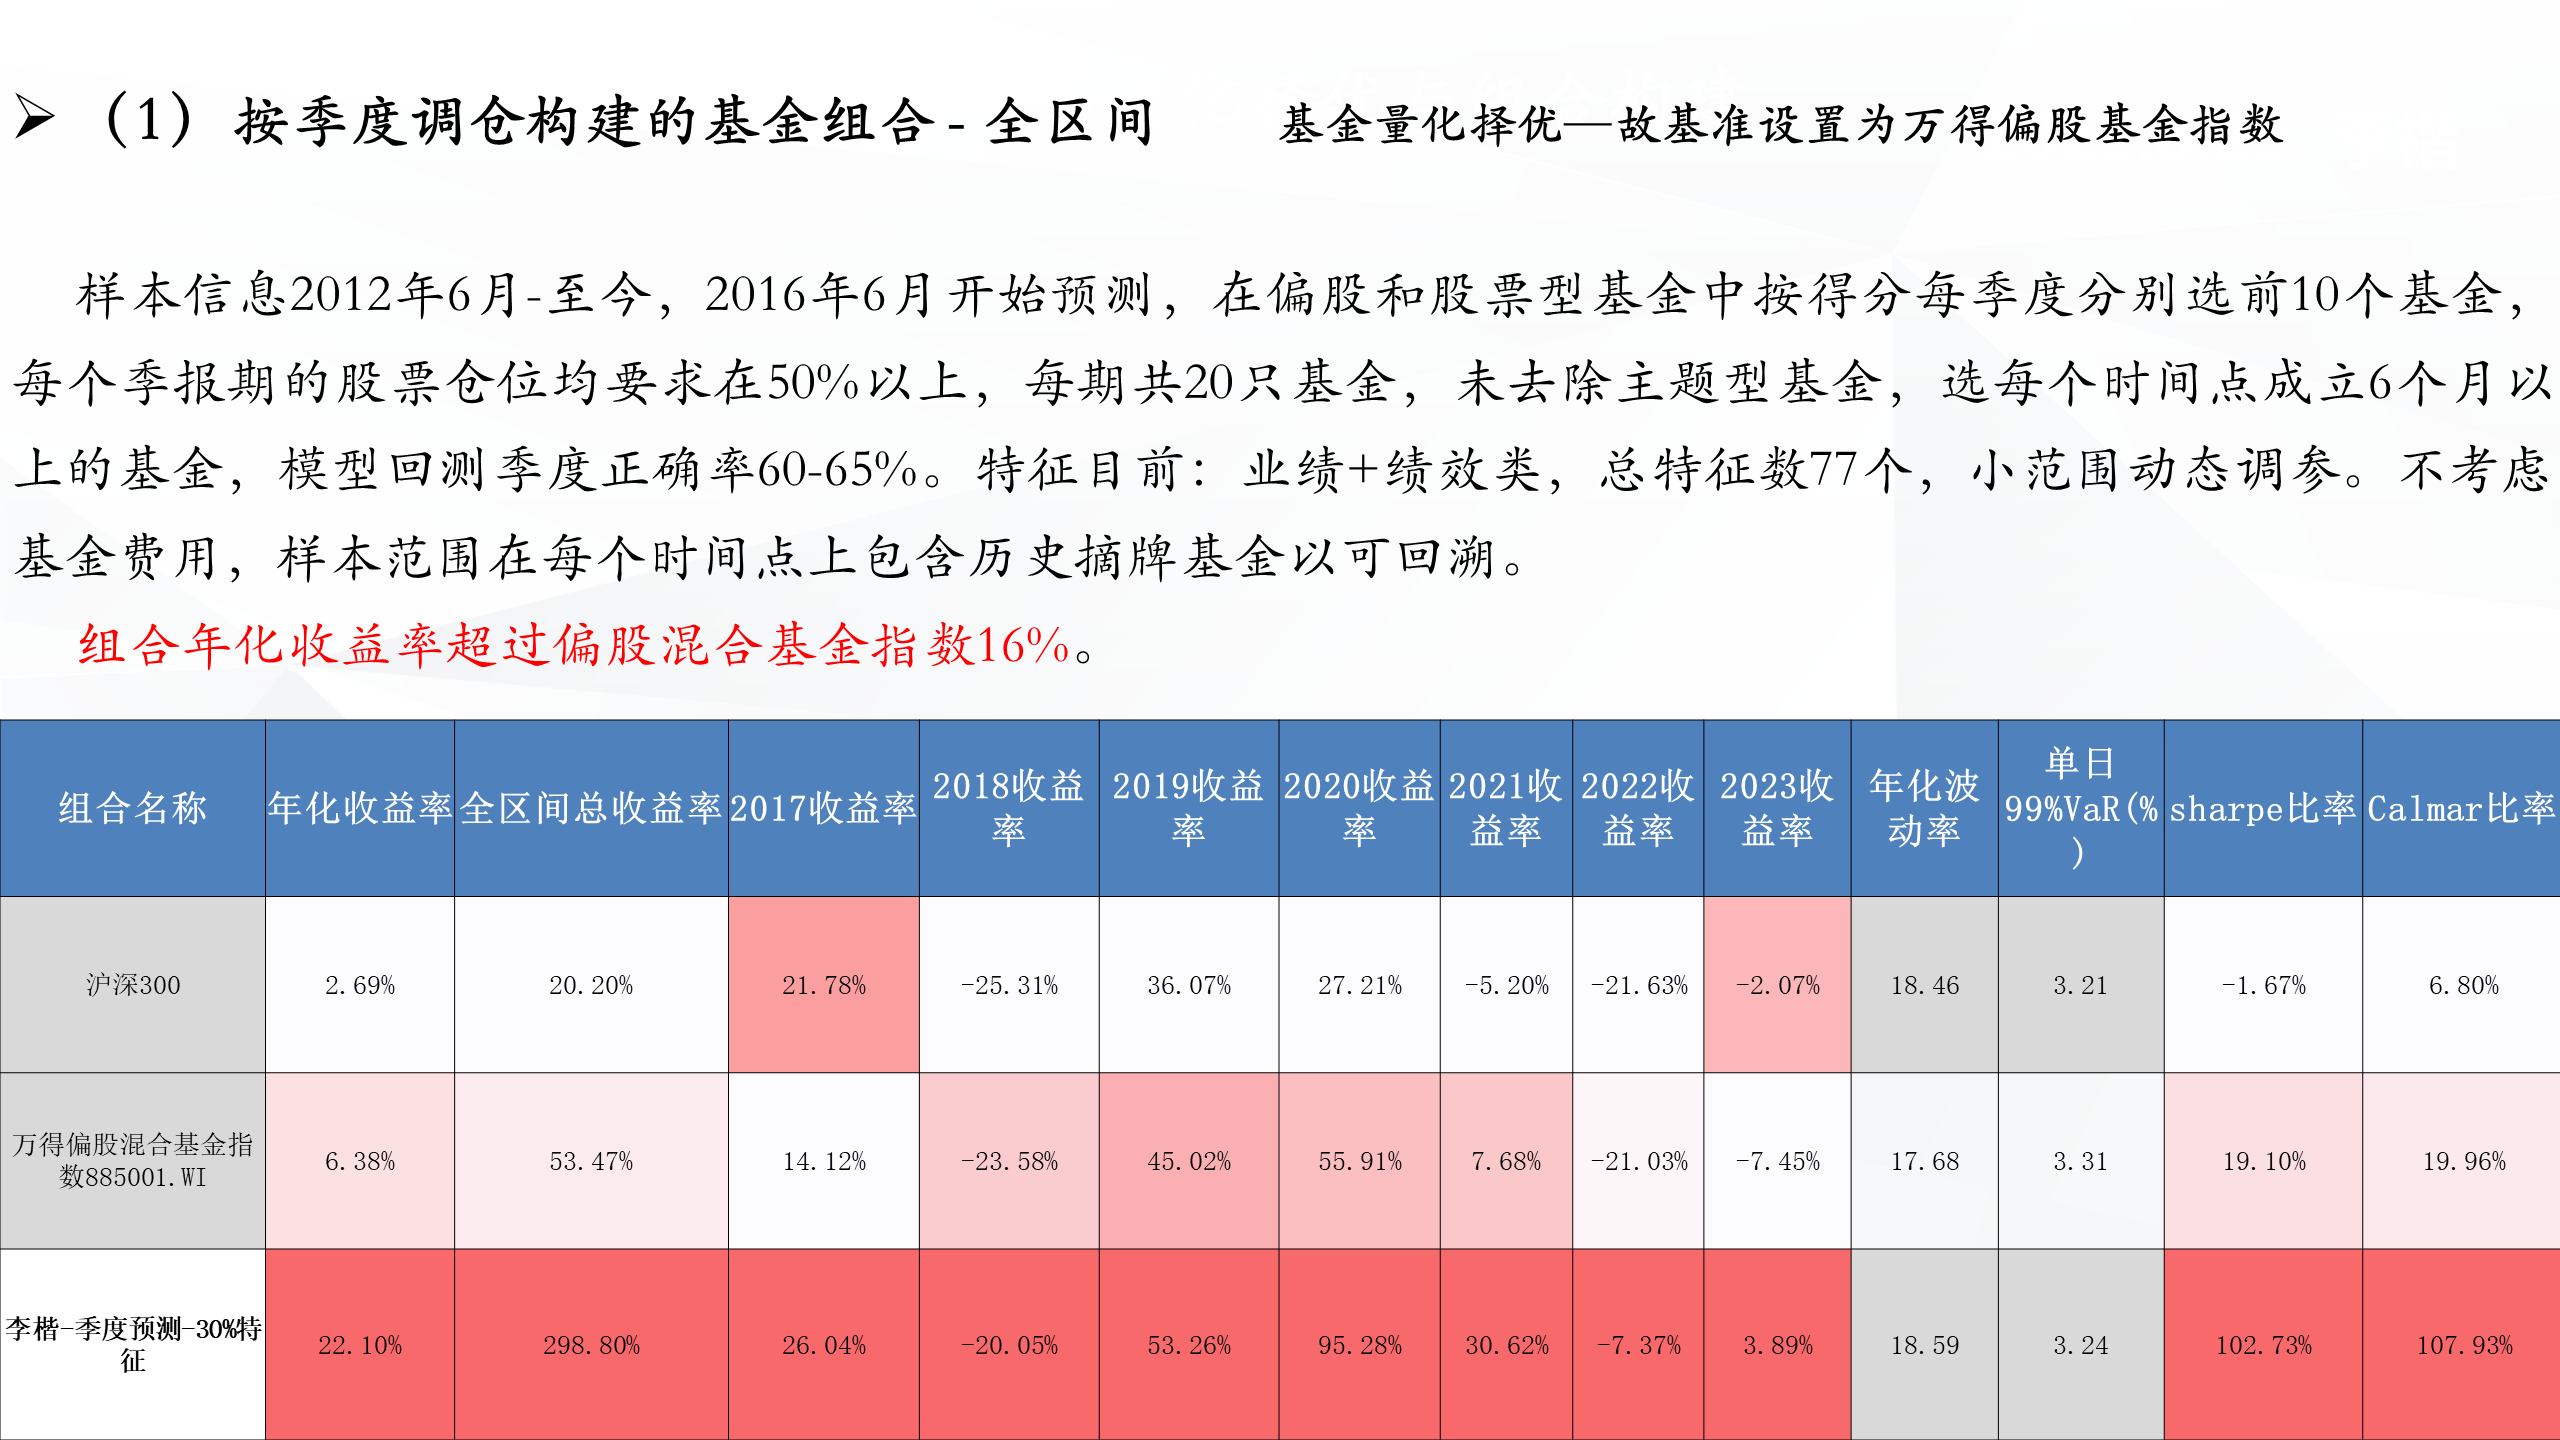 （1）按季度调仓构建的基金组合-全区间 基金量化择优—故基准设置为万得偏股基金指数
样本信息2012年6月-至今，2016年6月开始预测，在偏股和股票型基金中按得分每季度分别选前10个基金，
每个季报期的股票仓位均要求在50%以上，每期共20只基金，未去除主题型基金，选每个时间点成立6个月以
上的基金，模型回测季度正确率60-65%。特征目前：业绩+绩效类，总特征数77个，小范围动态调参。不考虑
基金费用，样本范围在每个时间点上包含历史摘牌基金以可回溯。
组合年化收益率超过偏股混合基金指数16%。
组合名称 年化收益率 全区间总收益率 2017收益率 2018收益率 2019收益率 2020收益率 2021收益率 2022收益率 2023收益率 年化波动率 单日99%VaR(%) sharpe比率 Calmar比率
沪深300 2.69% 20.20% 21.78% -25.31% 36.07% 27.21% -5.20% -21.63% -2.07% 18.46 3.21 -1.67% 6.80%
万得偏股混合基金指数885001.WI 6.38% 53.47% 14.12% -23.58% 45.02% 55.91% 7.68% -21.03% -7.45% 17.68 3.31 19.10% 19.96%
李楷-季度预测-30%特征 22.10% 298.80% 26.04% -20.05% 53.26% 95.28% 30.62% -7.37% 3.89% 18.59 3.24 102.73% 107.93%